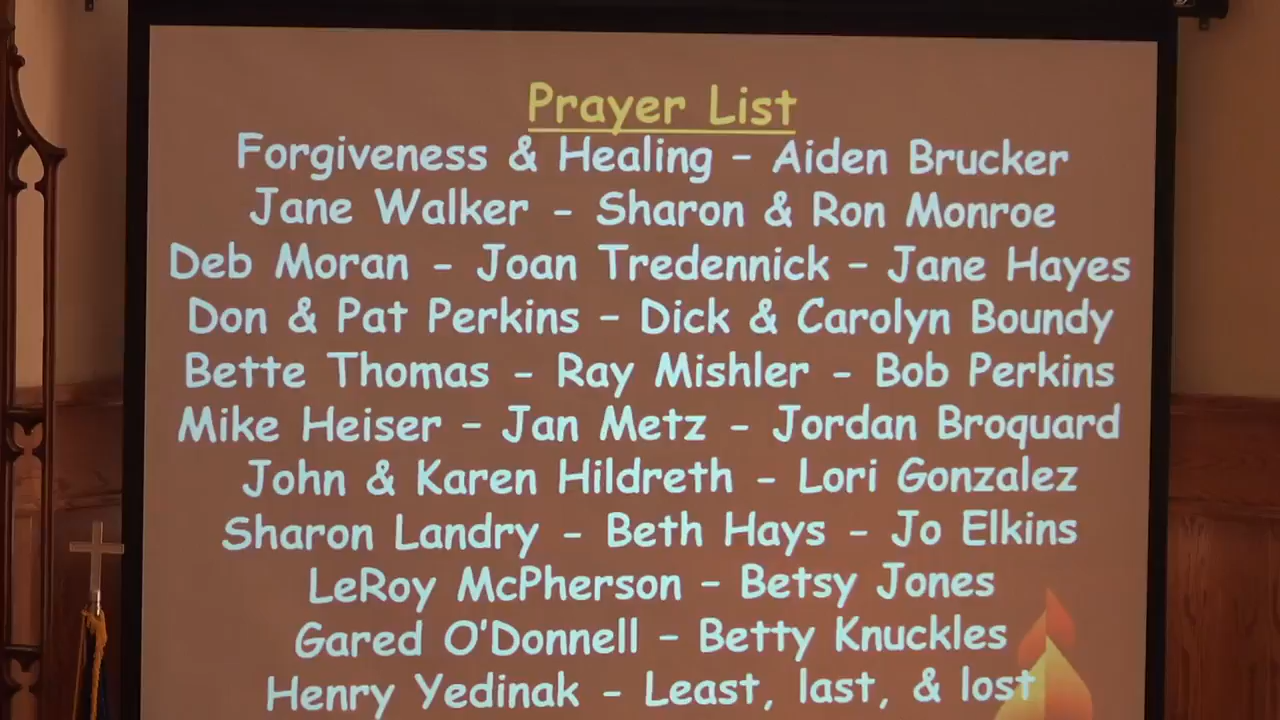 Prayer List
Forgiveness & Healing - Aiden Brucker
Jane Walker - Sharon & Ron Monroe
Deb Moran - Joan Tredennick - Jane Hayes
Don & Pat Perkins - Dick & Carolyn Boundy
Bette Thomas - Ray Mishler - Bob Perkins
Mike Heiser - Jan Metz - Jordan Broquard
John & Karen Hildreth - Lori Gonzalez
Sharon Landry - Beth Hays - Jo Elkins
LeRoy McPherson - Betsy Jones
Gared O'Donnell - Betty Knuckles
Henry Yedinak - Least, last, & lost